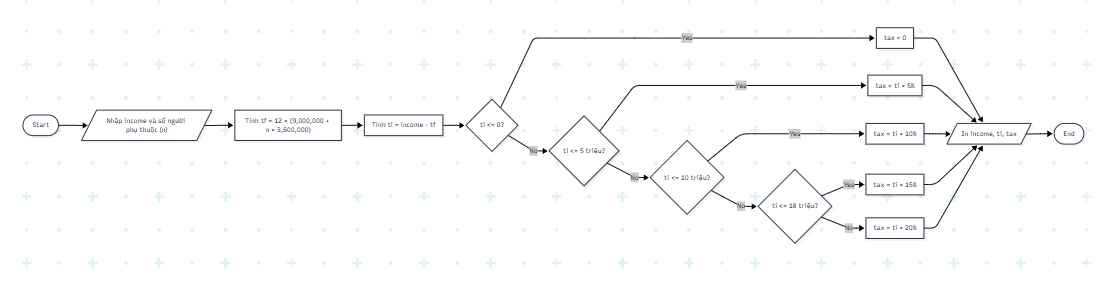 Yes
tax = 0
Yes
tax = ti × 5%
Start
Nhập income và số người
phụ thuộc (n)
Tính tf = 12 × (9,000,000 +
n × 3,600,000)
Tính ti = income - tf
ti <= 0?
No
ti <= 5 triệu?
Yes
tax = ti × 10%
In income, ti, tax
End
No
ti <= 10 triệu?
Yes
tax = ti × 15%
No
ti <= 18 triệu?
No
tax = ti × 20%